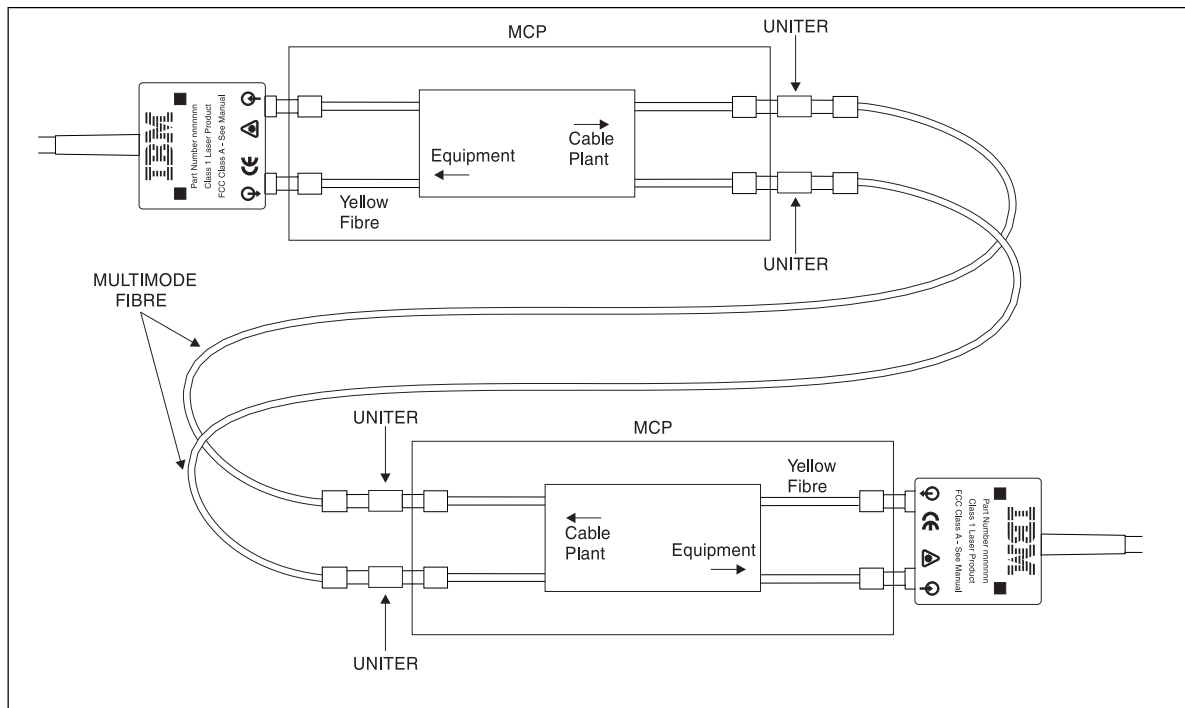 MCP
UNITER
IBM
Part Number nnnnnnn
Class 1 Laser Product
FCC Class A - See Manual
CE
Equipment
Cable
Plant
Yellow
Fibre
UNITER
MULTIMODE
FIBRE
UNITER
MCP
Cable
Plant
Equipment
Yellow
Fibre
UNITER
IBM
Part Number nnnnnnn
Class 1 Laser Product
FCC Class A - See Manual
CE